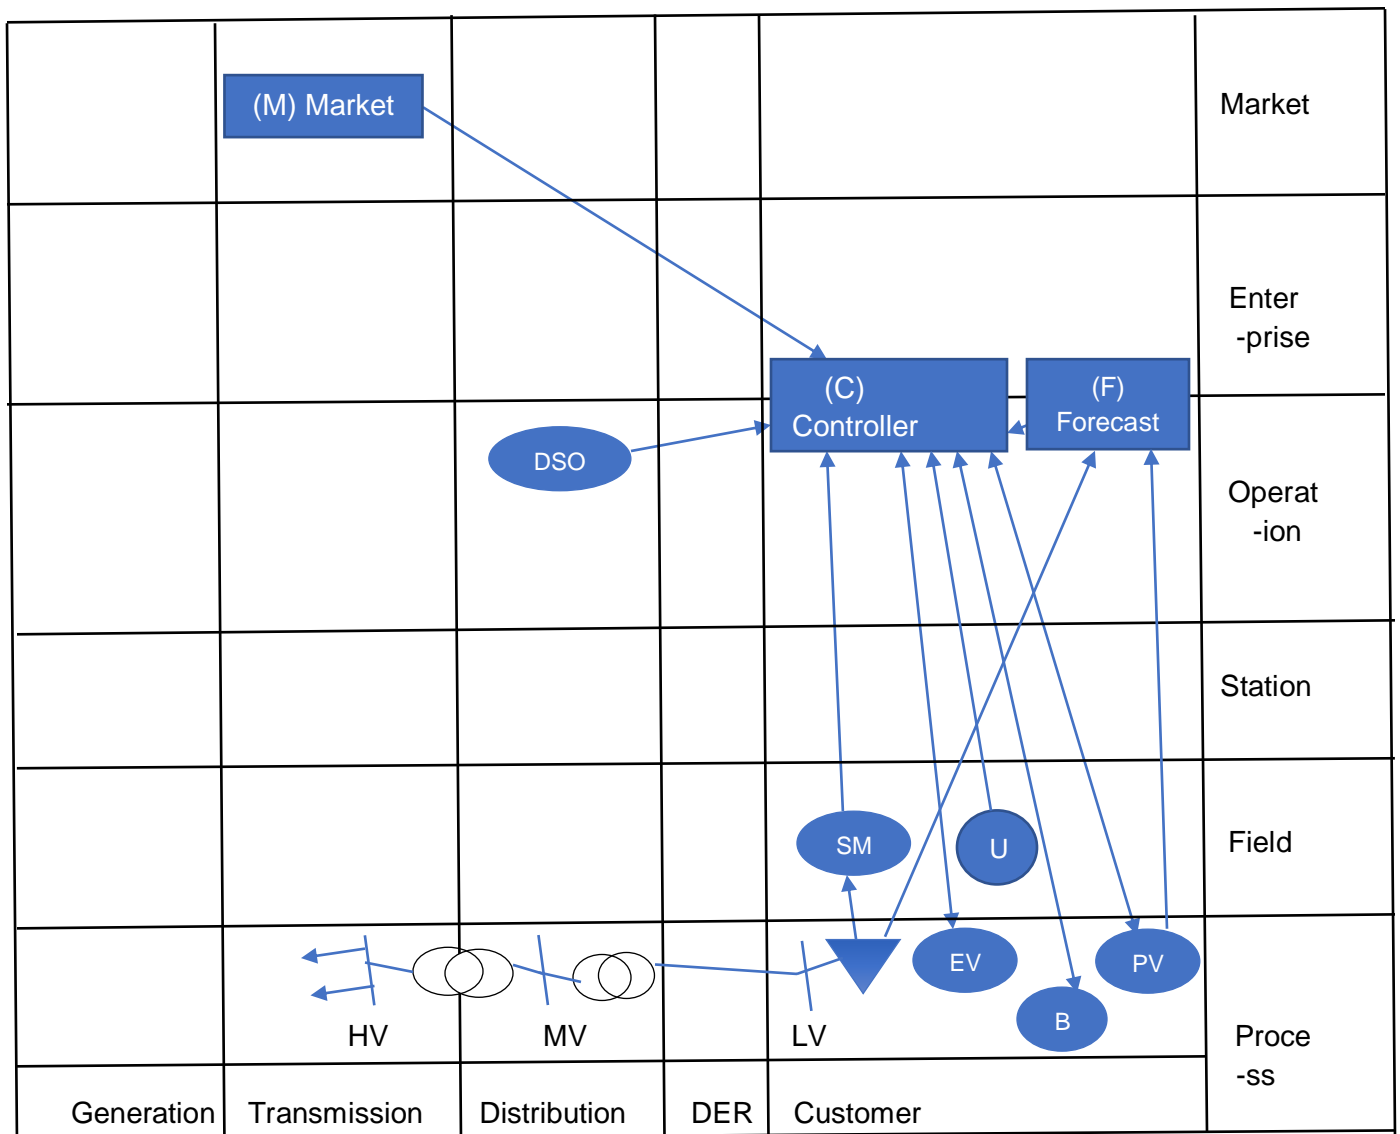 (M) Market
Market
Enter
-prise
(C)
Controller
(F)
Forecast
DSO
Operat
-ion
Station
SM
U
Field
EV
PV
B
HV
MV
LV
Proce
-ss
Generation
Transmission
Distribution
DER
Customer